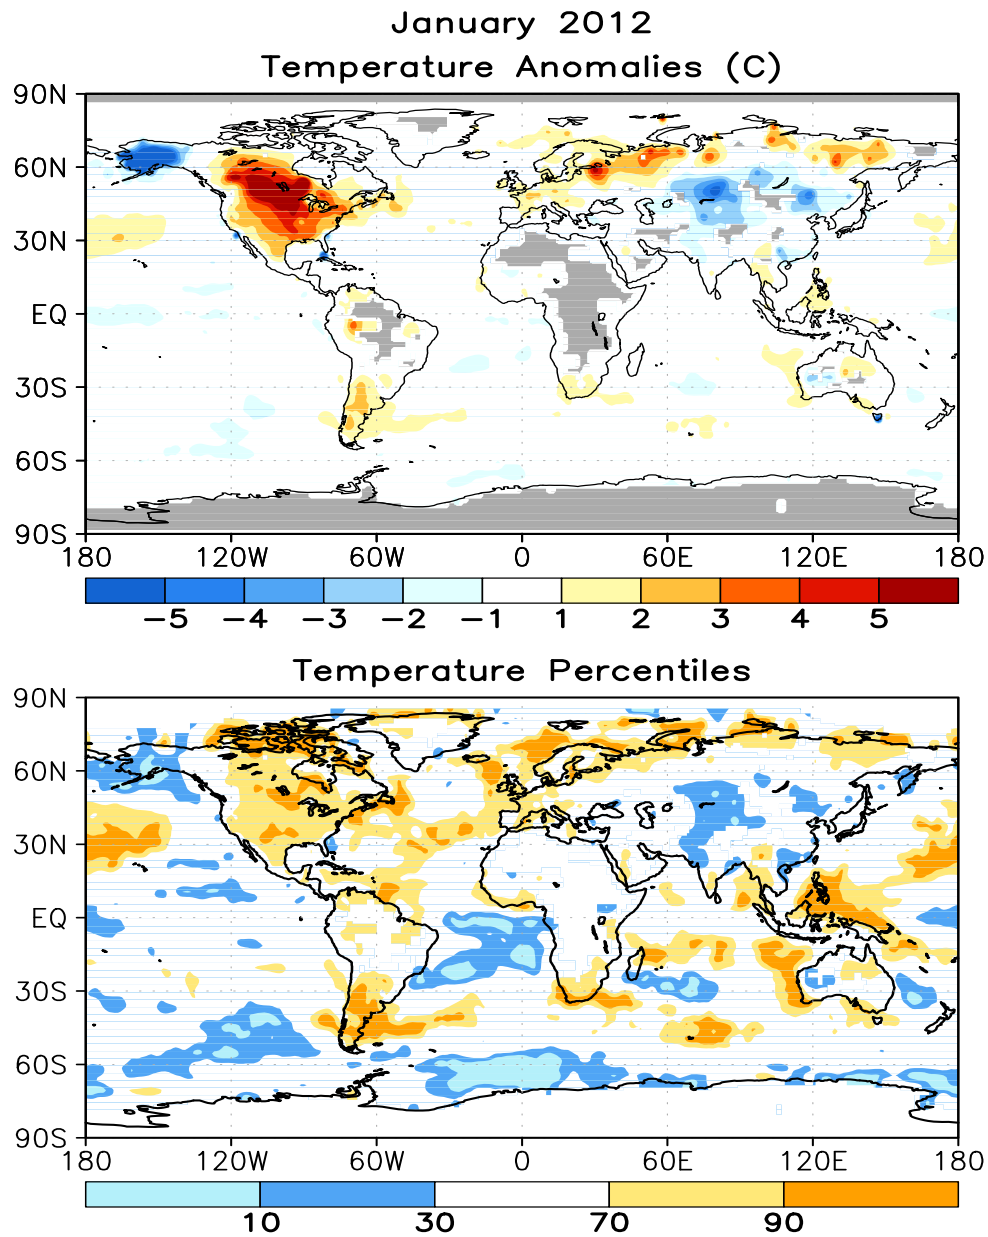 January 2012
Temperature Anomalies (C)
90N
60N
30N
EQ
30S
60S
90S
180 120W 60W 0 60E 120E 180
-5 -4 -3 -2 -1 1 2 3 4 5
Temperature Percentiles
90N
60N
30N
EQ
30S
60S
90S
180 120W 60W 0 60E 120E 180
10 30 70 90